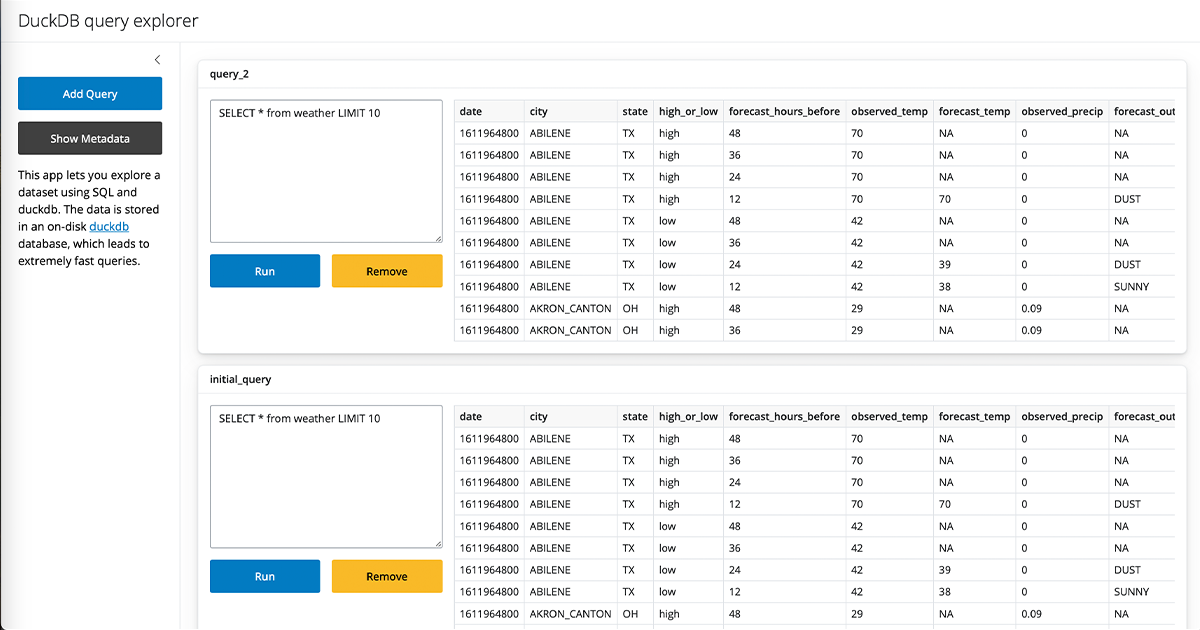 DuckDB query explorer
Add Query
Show Metadata
This app lets you explore a
dataset using SQL and
duckdb. The data is stored
in an on-disk duckdb
database, which leads to
extremely fast queries.
query_2
SELECT * from weather LIMIT 10
Run Remove
date city state high_or_low forecast_hours_before observed_temp forecast_temp observed_precip forecast_out
1611964800 ABILENE TX high 48 70 NA 0 NA
1611964800 ABILENE TX high 36 70 NA 0 NA
1611964800 ABILENE TX high 24 70 NA 0 NA
1611964800 ABILENE TX high 12 70 70 0 DUST
1611964800 ABILENE TX low 48 42 NA 0 NA
1611964800 ABILENE TX low 36 42 NA 0 NA
1611964800 ABILENE TX low 24 42 39 0 DUST
1611964800 ABILENE TX low 12 42 38 0 SUNNY
1611964800 AKRON_CANTON OH high 48 29 NA 0.09 NA
1611964800 AKRON_CANTON OH high 36 29 NA 0.09 NA
initial_query
SELECT * from weather LIMIT 10
Run Remove
date city state high_or_low forecast_hours_before observed_temp forecast_temp observed_precip forecast_out
1611964800 ABILENE TX high 48 70 NA 0 NA
1611964800 ABILENE TX high 36 70 NA 0 NA
1611964800 ABILENE TX high 24 70 NA 0 NA
1611964800 ABILENE TX high 12 70 70 0 DUST
1611964800 ABILENE TX low 48 42 NA 0 NA
1611964800 ABILENE TX low 36 42 NA 0 NA
1611964800 ABILENE TX low 24 42 39 0 DUST
1611964800 ABILENE TX low 12 42 38 0 SUNNY
1611964800 AKRON_CANTON OH high 48 29 NA 0.09 NA